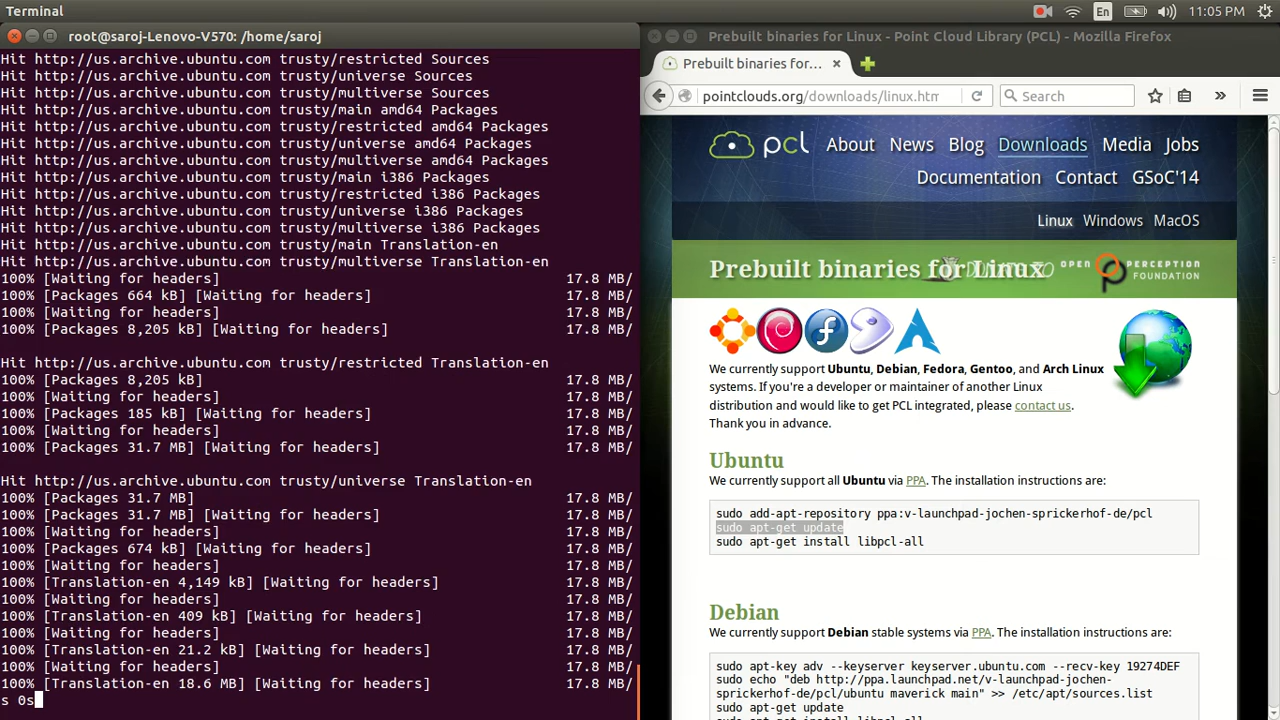 Terminal
En
11:05 PM
root@saroj-Lenovo-V570: /home/saroj
Hit http://us.archive.ubuntu.com trusty/restricted Sources
Hit http://us.archive.ubuntu.com trusty/universe Sources
Hit http://us.archive.ubuntu.com trusty/multiverse Sources
Hit http://us.archive.ubuntu.com trusty/main amd64 Packages
Hit http://us.archive.ubuntu.com trusty/restricted amd64 Packages
Hit http://us.archive.ubuntu.com trusty/universe amd64 Packages
Hit http://us.archive.ubuntu.com trusty/multiverse amd64 Packages
Hit http://us.archive.ubuntu.com trusty/main i386 Packages
Hit http://us.archive.ubuntu.com trusty/restricted i386 Packages
Hit http://us.archive.ubuntu.com trusty/universe i386 Packages
Hit http://us.archive.ubuntu.com trusty/multiverse i386 Packages
Hit http://us.archive.ubuntu.com trusty/main Translation-en
Hit http://us.archive.ubuntu.com trusty/multiverse Translation-en
100% [Waiting for headers] 17.8 MB/
100% [Packages 664 kB] [Waiting for headers] 17.8 MB/
100% [Waiting for headers] 17.8 MB/
100% [Packages 8,205 kB] [Waiting for headers] 17.8 MB/
Hit http://us.archive.ubuntu.com trusty/restricted Translation-en
100% [Packages 8,205 kB] 17.8 MB/
100% [Waiting for headers] 17.8 MB/
100% [Packages 185 kB] [Waiting for headers] 17.8 MB/
100% [Waiting for headers] 17.8 MB/
100% [Packages 31.7 MB] [Waiting for headers] 17.8 MB/
Hit http://us.archive.ubuntu.com trusty/universe Translation-en
100% [Packages 31.7 MB] 17.8 MB/
100% [Packages 31.7 MB] [Waiting for headers] 17.8 MB/
100% [Waiting for headers] 17.8 MB/
100% [Packages 674 kB] [Waiting for headers] 17.8 MB/
100% [Waiting for headers] 17.8 MB/
100% [Translation-en 4,149 kB] [Waiting for headers] 17.8 MB/
100% [Waiting for headers] 17.8 MB/
100% [Translation-en 409 kB] [Waiting for headers] 17.8 MB/
100% [Waiting for headers] 17.8 MB/
100% [Translation-en 21.2 kB] [Waiting for headers] 17.8 MB/
100% [Waiting for headers] 17.8 MB/
100% [Translation-en 18.6 MB] [Waiting for headers] 17.8 MB/
s 0s
Prebuilt binaries for Linux - Point Cloud Library (PCL) - Mozilla Firefox
Prebuilt binaries for...
pointclouds.org/downloads/linux.htm
Search
pcl
About News Blog Downloads Media Jobs
Documentation Contact GSoC'14
Linux Windows MacOS
Prebuilt binaries for Linux
TO
OPEN PERCEPTION
FOUNDATION
We currently support Ubuntu, Debian, Fedora, Gentoo, and Arch Linux
systems. If you're a developer or maintainer of another Linux
distribution and would like to get PCL integrated, please contact us.
Thank you in advance.
Ubuntu
We currently support all Ubuntu via PPA. The installation instructions are:
sudo add-apt-repository ppa:v-launchpad-jochen-sprickerhof-de/pcl
sudo apt-get update
sudo apt-get install libpcl-all
Debian
We currently support Debian stable systems via PPA. The installation instructions are:
sudo apt-key adv --keyserver keyserver.ubuntu.com --recv-key 19274DEF
sudo echo "deb http://ppa.launchpad.net/v-launchpad-jochen-
sprickerhof-de/pcl/ubuntu maverick main" >> /etc/apt/sources.list
sudo apt-get update
sudo apt-get install libpcl-all